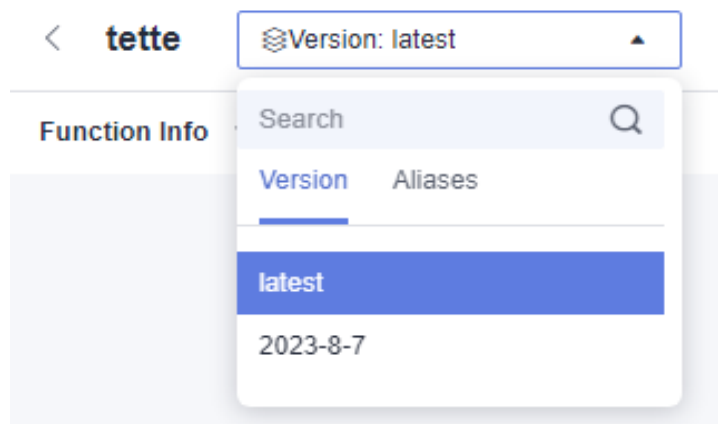 tette Version: latest
Search
Function Info
Version Aliases
latest
2023-8-7